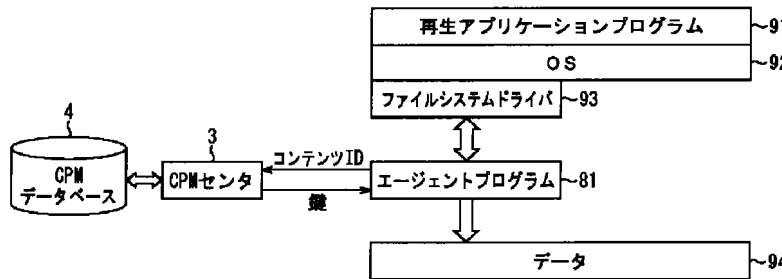 再生アプリケーションプログラム
91
OS
92
ファイルシステムドライバ
93
4
CPM
データベース
3
CPMセンタ
コンテンツID
鍵
エージェントプログラム
81
データ
94